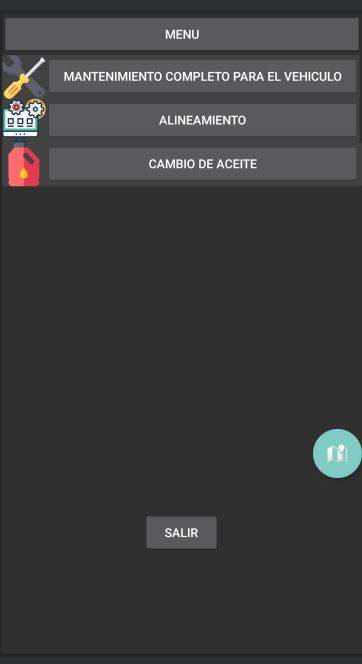 MENU
MANTENIMIENTO COMPLETO PARA EL VEHICULO
ALINEAMIENTO
CAMBIO DE ACEITE
SALIR